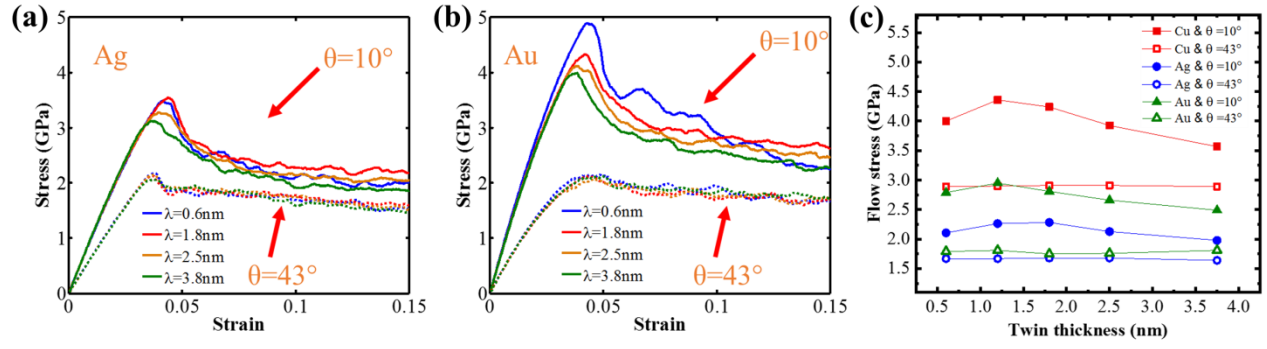 (a)
Ag
θ=10°
θ=43°
λ=0.6nm
λ=1.8nm
λ=2.5nm
λ=3.8nm
5
4
3
2
1
0
0
0.05
0.1
0.15
Stress (GPa)
Strain
(b)
Au
θ=10°
θ=43°
λ=0.6nm
λ=1.8nm
λ=2.5nm
λ=3.8nm
5
4
3
2
1
0
0
0.05
0.1
0.15
Stress (GPa)
Strain
(c)
Cu & θ =10°
Cu & θ =43°
Ag & θ =10°
Ag & θ =43°
Au & θ =10°
Au & θ =43°
5.5
5.0
4.5
4.0
3.5
3.0
2.5
2.0
1.5
0.5
1.0
1.5
2.0
2.5
3.0
3.5
4.0
Flow stress (GPa)
Twin thickness (nm)